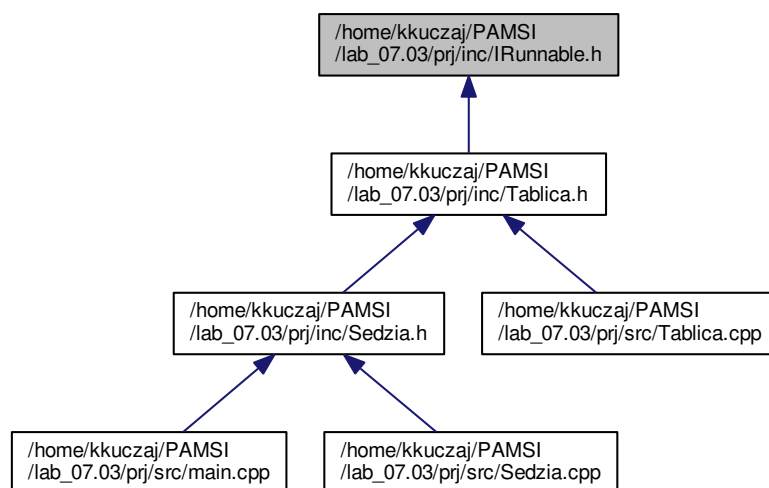 /home/kkuczaj/PAMSI
/lab_07.03/prj/inc/IRunnable.h
/home/kkuczaj/PAMSI
/lab_07.03/prj/inc/Tablica.h
/home/kkuczaj/PAMSI
/lab_07.03/prj/inc/Sedzia.h
/home/kkuczaj/PAMSI
/lab_07.03/prj/src/Tablica.cpp
/home/kkuczaj/PAMSI
/lab_07.03/prj/src/main.cpp
/home/kkuczaj/PAMSI
/lab_07.03/prj/src/Sedzia.cpp